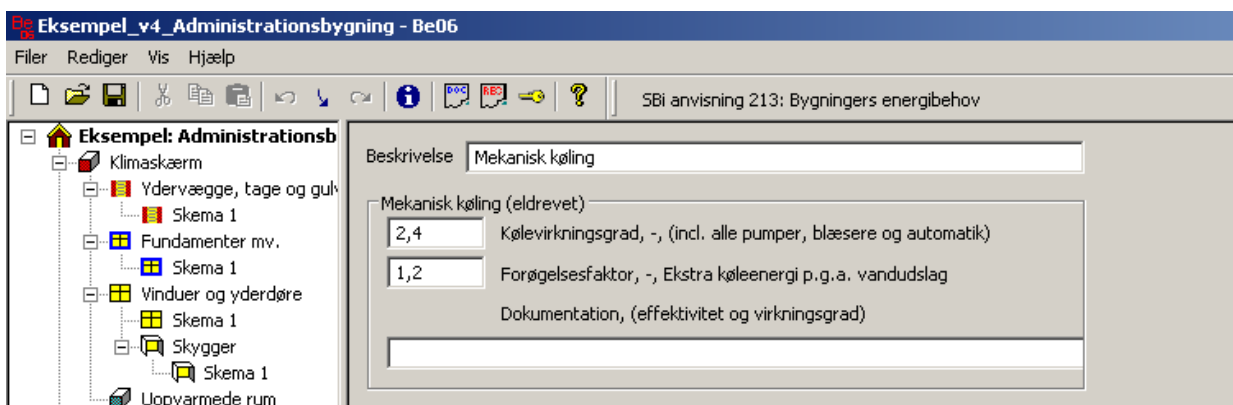 Eksempel_v4_Administrationsbygning - Be06
Filer Rediger Vis Hjælp
SBi anvisning 213: Bygningers energibehov
Eksempel: Administrationsb
Klimaskærm
Ydervægge, tage og gulv
Skema 1
Fundamenter mv.
Skema 1
Vinduer og yderdøre
Skema 1
Skygger
Skema 1
Uopvarmede rum
Beskrivelse Mekanisk køling
Mekanisk køling (eldrevet)
2,4 Kølevirkningsgrad, -, (incl. alle pumper, blæsere og automatik)
1,2 Forøgelsesfaktor, -, Ekstra køleenergi p.g.a. vandudslag
Dokumentation, (effektivitet og virkningsgrad)